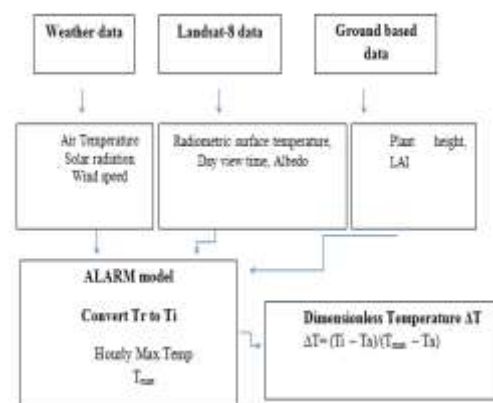 Weather data
Landsat-8 data
Ground based
data
Air Temperature
Solar radiation
Wind speed
Radiometric surface temperature,
Day view time, Albedo
Plant height,
LAI
ALARM model
Convert Tr to Ti
Hourly Max Temp
Tmax
Dimensionless Temperature ΔT
ΔT= (Ti – Ta)/(Tmax – Ta)